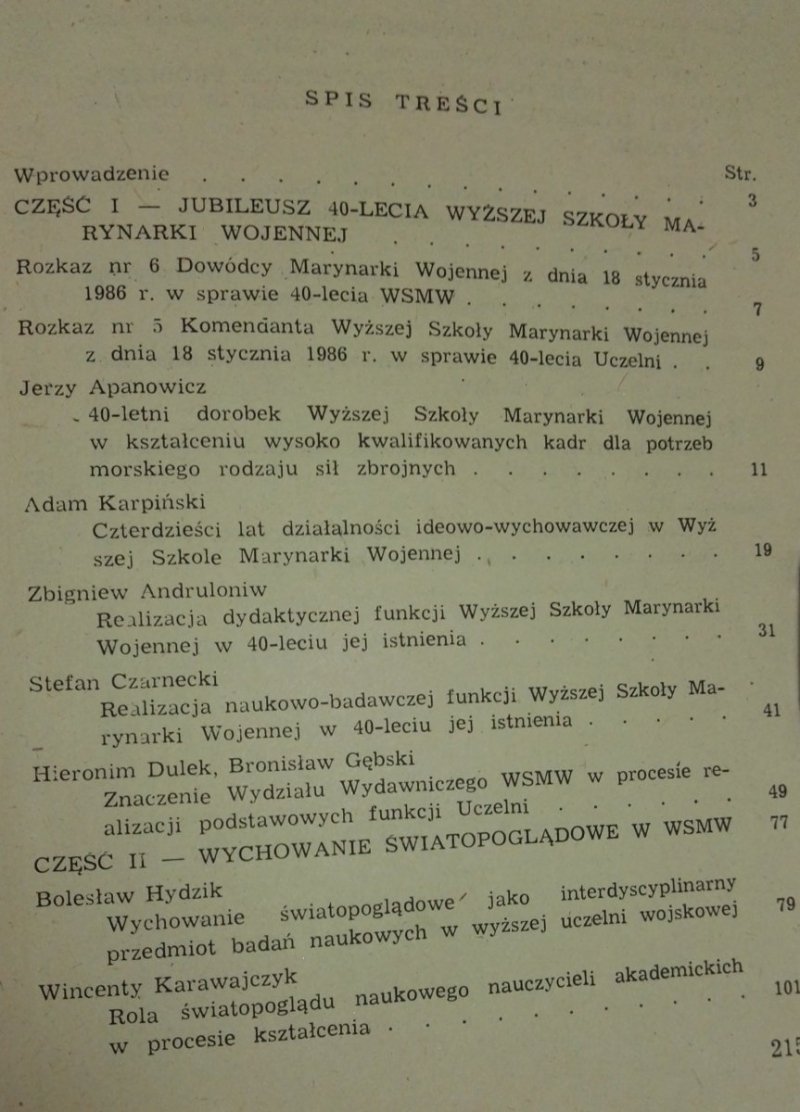 SPIS TREŚCI
Str.
Wprowadzenie . . . . . . . . . . . . . . 3
CZĘŚĆ I — JUBILEUSZ 40-LECIA WYŻSZEJ SZKOŁY MA-
RYNARKI WOJENNEJ . . . . . . . . . 5
Rozkaz nr 6 Dowódcy Marynarki Wojennej z dnia 18 stycznia
1986 r. w sprawie 40-lecia WSMW . . . . . . . 7
Rozkaz nr 5 Komendanta Wyższej Szkoły Marynarki Wojennej
z dnia 18 stycznia 1986 r. w sprawie 40-lecia Uczelni . . 9
Jerzy Apanowicz
40-letni dorobek Wyższej Szkoły Marynarki Wojennej
w kształceniu wysoko kwalifikowanych kadr dla potrzeb
morskiego rodzaju sił zbrojnych . . . . . . . . 11
Adam Karpiński
Czterdzieści lat działalności ideowo-wychowawczej w Wyż
szej Szkole Marynarki Wojennej . . . . . . . . 19
Zbigniew Andruloniw
Realizacja dydaktycznej funkcji Wyższej Szkoły Marynarki
Wojennej w 40-leciu jej istnienia . . . . . . . 31
Stefan Czarnecki
Realizacja naukowo-badawczej funkcji Wyższej Szkoły Ma-
rynarki Wojennej w 40-leciu jej istnienia . . . . . 41
Hieronim Dulek, Bronisław Gębski
Znaczenie Wydziału Wydawniczego WSMW w procesie re-
alizacji podstawowych funkcji Uczelni . . . . . . 49
CZĘŚĆ II — WYCHOWANIE ŚWIATOPOGLĄDOWE W WSMW 77
Bolesław Hydzik
Wychowanie światopoglądowe jako interdyscyplinarny
przedmiot badań naukowych w wyższej uczelni wojskowej 79
Wincenty Karawajczyk
Rola światopoglądu naukowego nauczycieli akademickich
w procesie kształcenia . . . . . . . . . . 101